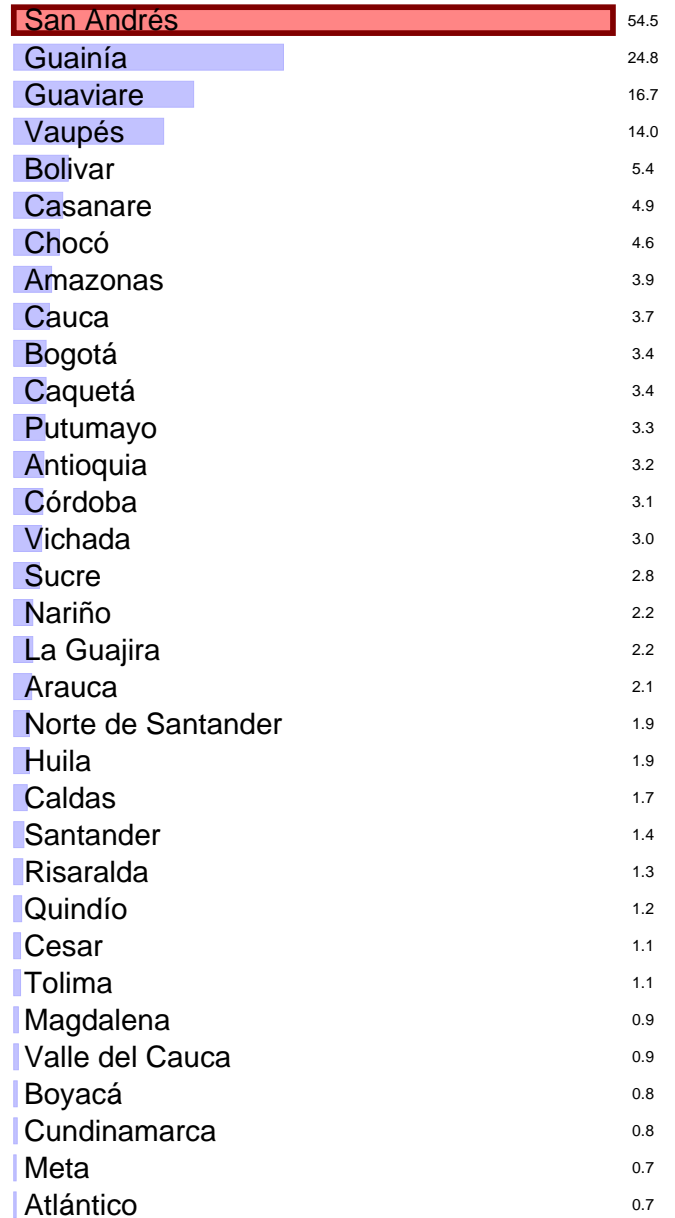 San Andrés 54.5
Guainía 24.8
Guaviare 16.7
Vaupés 14.0
Bolivar 5.4
Casanare 4.9
Chocó 4.6
Amazonas 3.9
Cauca 3.7
Bogotá 3.4
Caquetá 3.4
Putumayo 3.3
Antioquia 3.2
Córdoba 3.1
Vichada 3.0
Sucre 2.8
Nariño 2.2
La Guajira 2.2
Arauca 2.1
Norte de Santander 1.9
Huila 1.9
Caldas 1.7
Santander 1.4
Risaralda 1.3
Quindío 1.2
Cesar 1.1
Tolima 1.1
Magdalena 0.9
Valle del Cauca 0.9
Boyacá 0.8
Cundinamarca 0.8
Meta 0.7
Atlántico 0.7